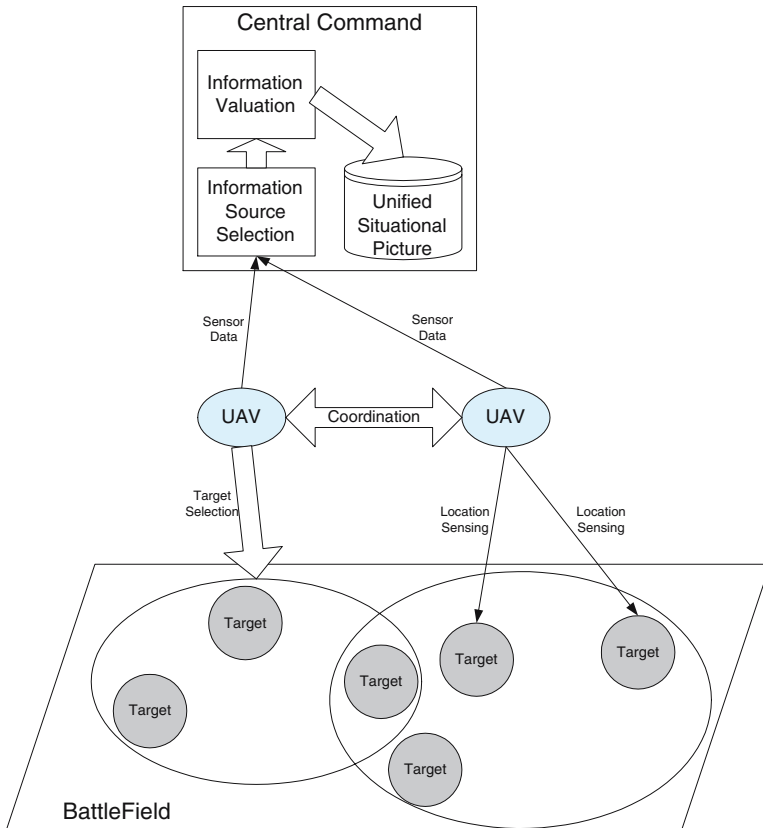 Central Command
Information
Valuation
Information
Source
Selection
Unified
Situational
Picture
Sensor
Data
Sensor
Data
UAV
Coordination
UAV
Target
Selection
Location
Sensing
Location
Sensing
Target
Target
Target
Target
Target
Target
BattleField